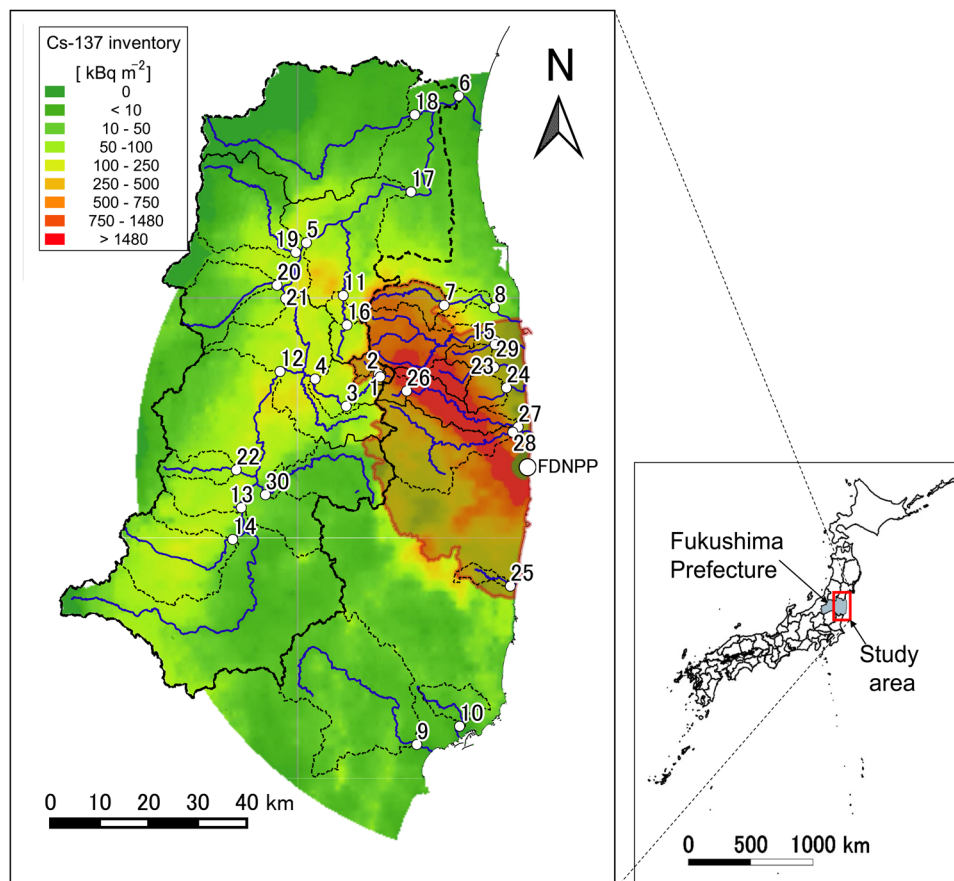 Cs-137 inventory
[ kBq m⁻² ]
0
< 10
10 - 50
50 -100
100 - 250
250 - 500
500 - 750
750 - 1480
> 1480
N
6
18
17
5
19
20
21
11
7
8
16
15
29
12
4
2
1
26
23
24
3
27
28
FDNPP
22
30
13
14
25
10
9
0 10 20 30 40 km
Fukushima
Prefecture
Study
area
0 500 1000 km